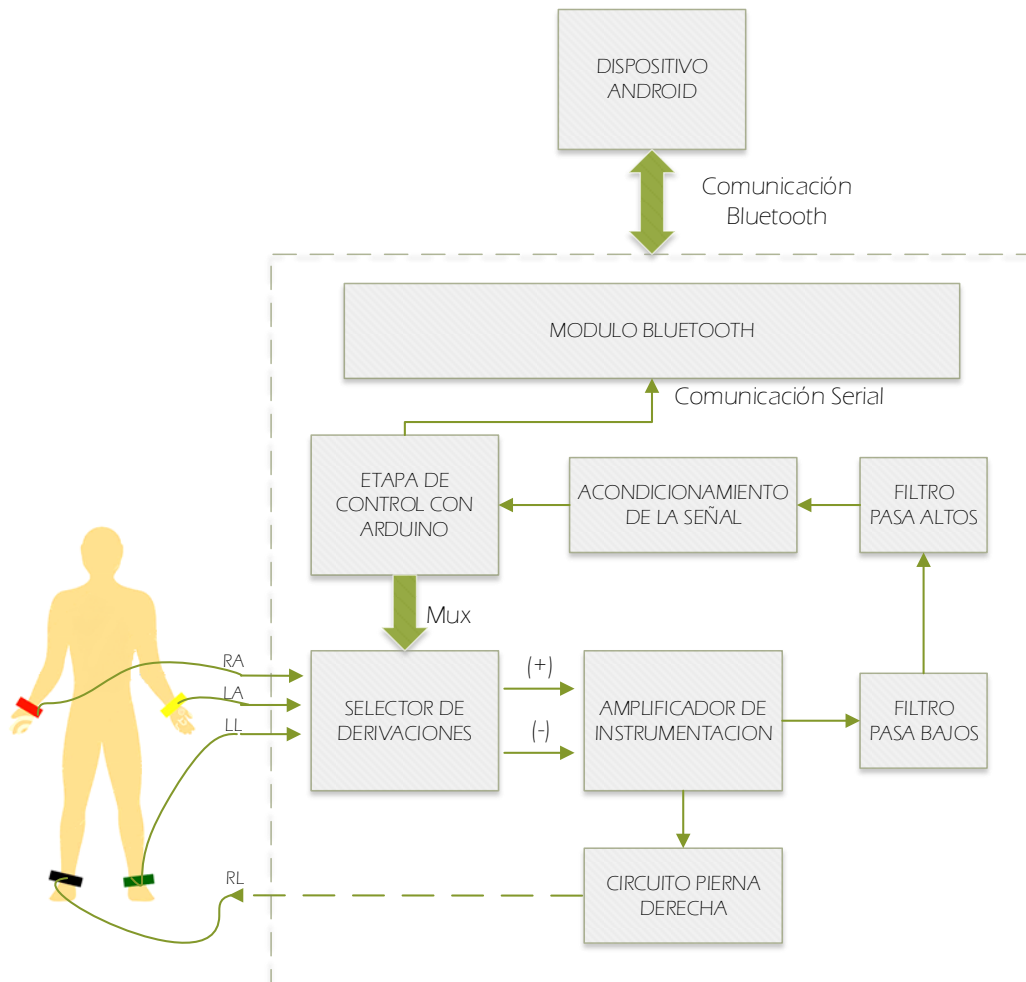 DISPOSITIVO
ANDROID
Comunicación
Bluetooth
MODULO BLUETOOTH
Comunicación Serial
ETAPA DE
CONTROL CON
ARDUINO
ACONDICIONAMIENTO
DE LA SEÑAL
FILTRO
PASA ALTOS
Mux
RA
LA
LL
SELECTOR DE
DERIVACIONES
(+)
(-)
AMPLIFICADOR DE
INSTRUMENTACION
FILTRO
PASA BAJOS
RL
CIRCUITO PIERNA
DERECHA